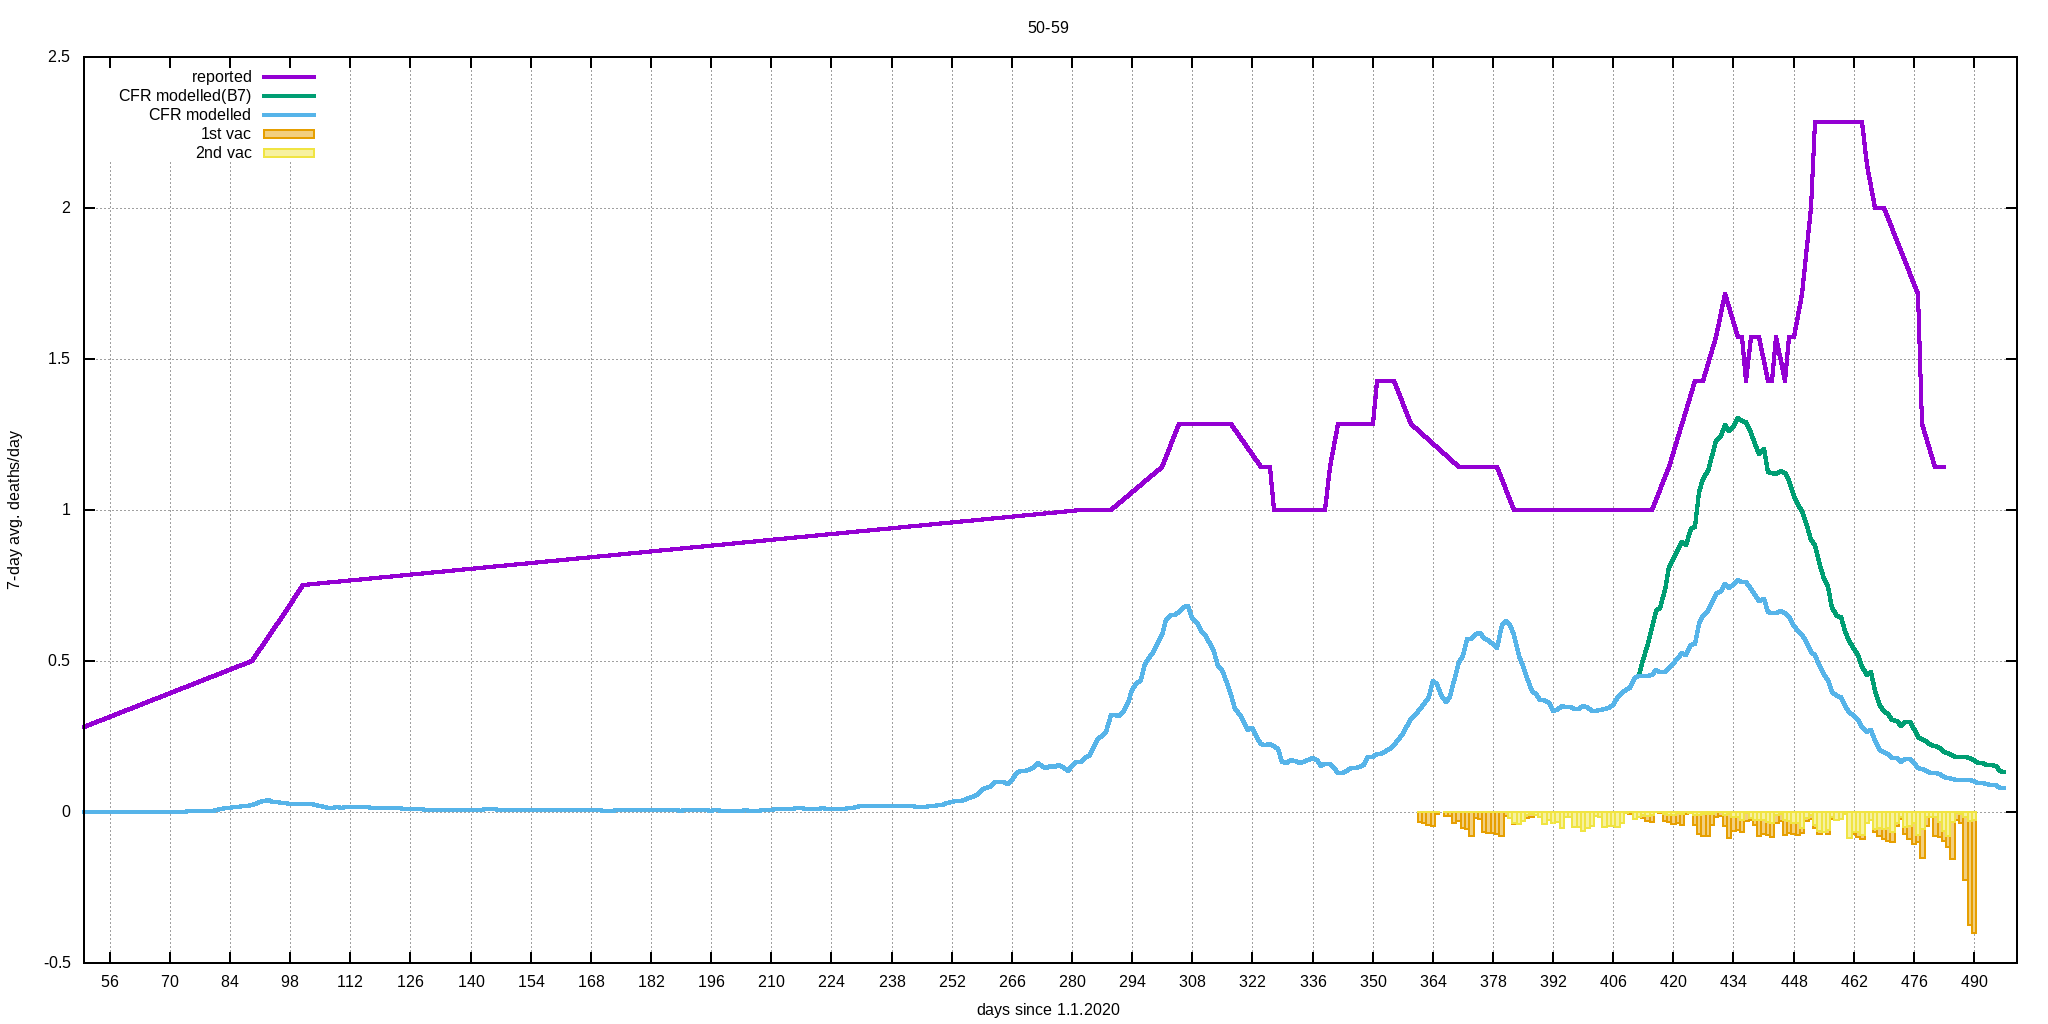 50-59
2.5
2
1.5
1
0.5
0
-0.5
7-day avg. deaths/day
reported
CFR modelled(B7)
CFR modelled
1st vac
2nd vac
56 70 84 98 112 126 140 154 168 182 196 210 224 238 252 266 280 294 308 322 336 350 364 378 392 406 420 434 448 462 476 490
days since 1.1.2020